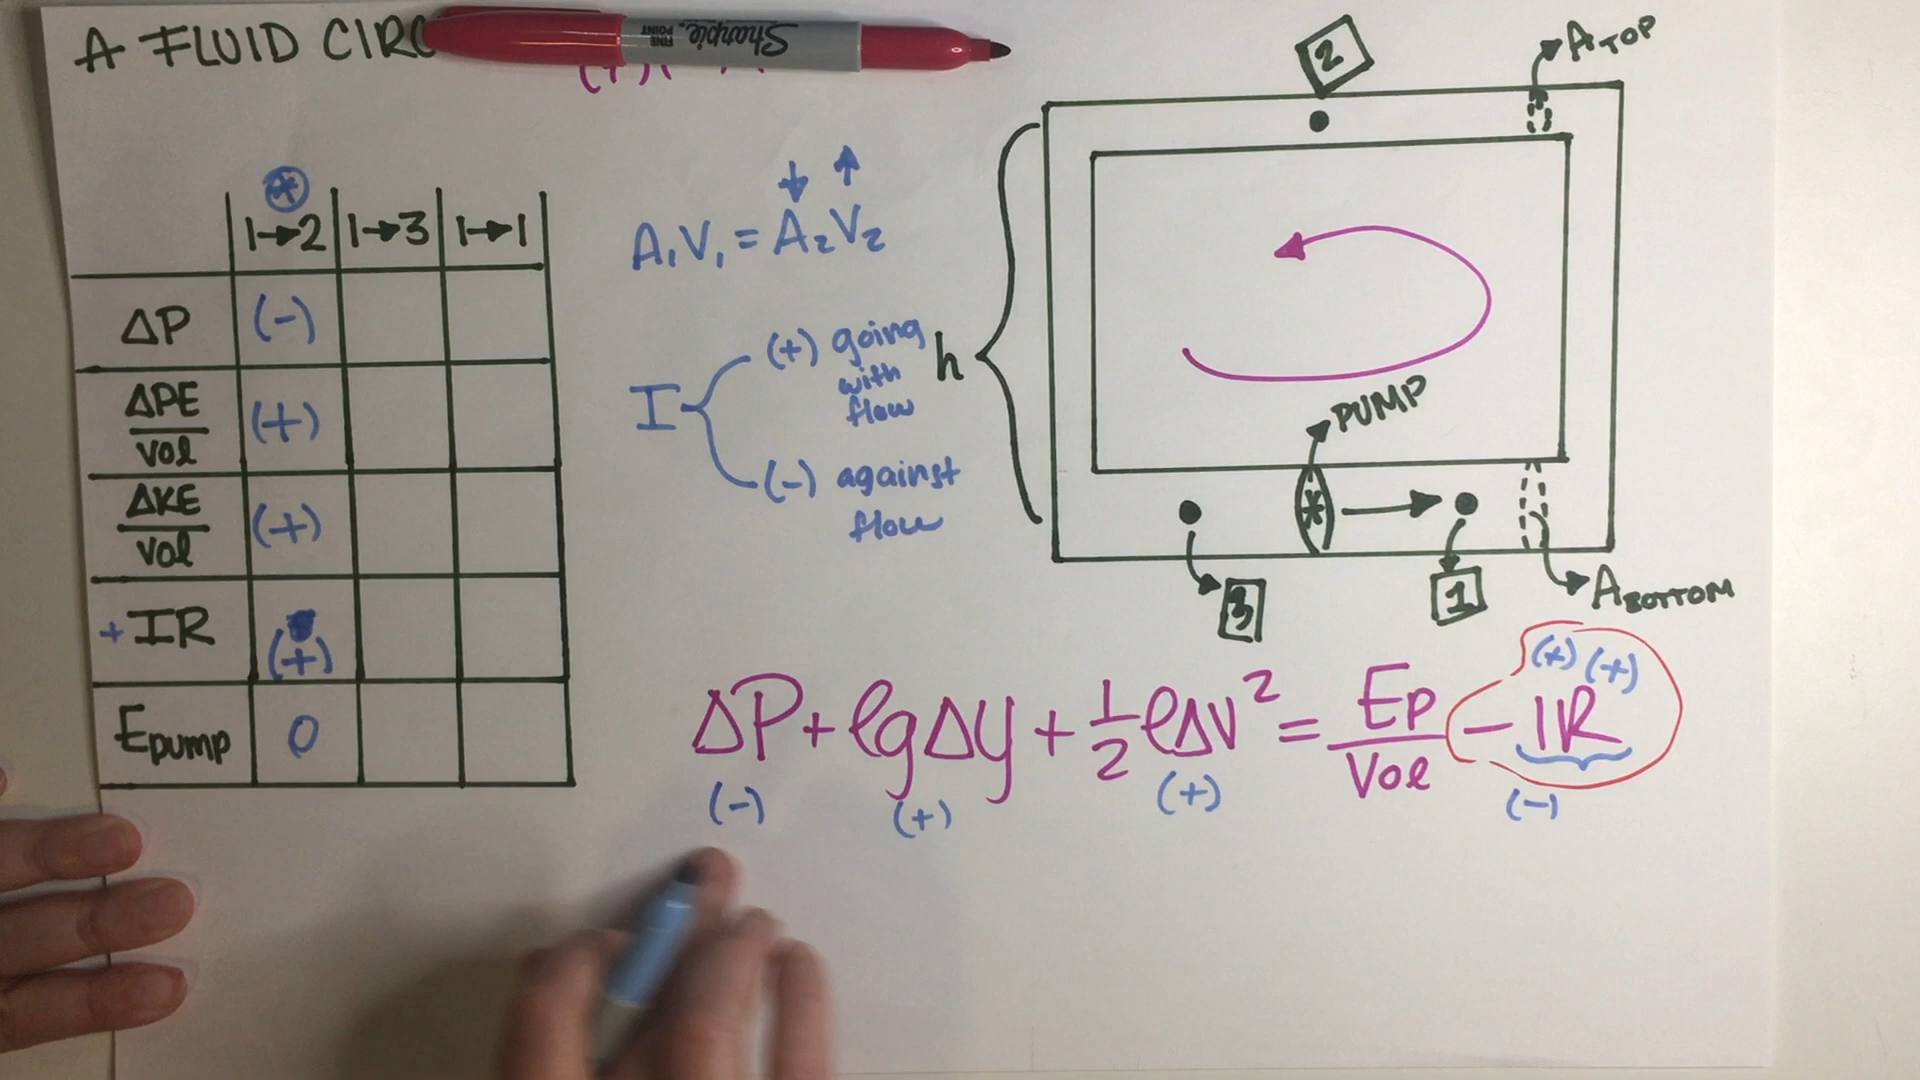 A FLUID CIRC
Sharpie
FINE POINT
1→2 1→3 1→1
ΔP (-)
ΔPE/Vol (+)
ΔKE/Vol (+)
+ IR (+)
Epump 0
A₁V₁ = A₂V₂
I
(+) going
with
flow
(-) against
flow
h
2
ATOP
PUMP
*
3
1
ABOTTOM
(+) (+)
ΔP + ρgΔy + 1/2 ρΔv² = Ep/Vol - IR
(-) (+) (+) (-)